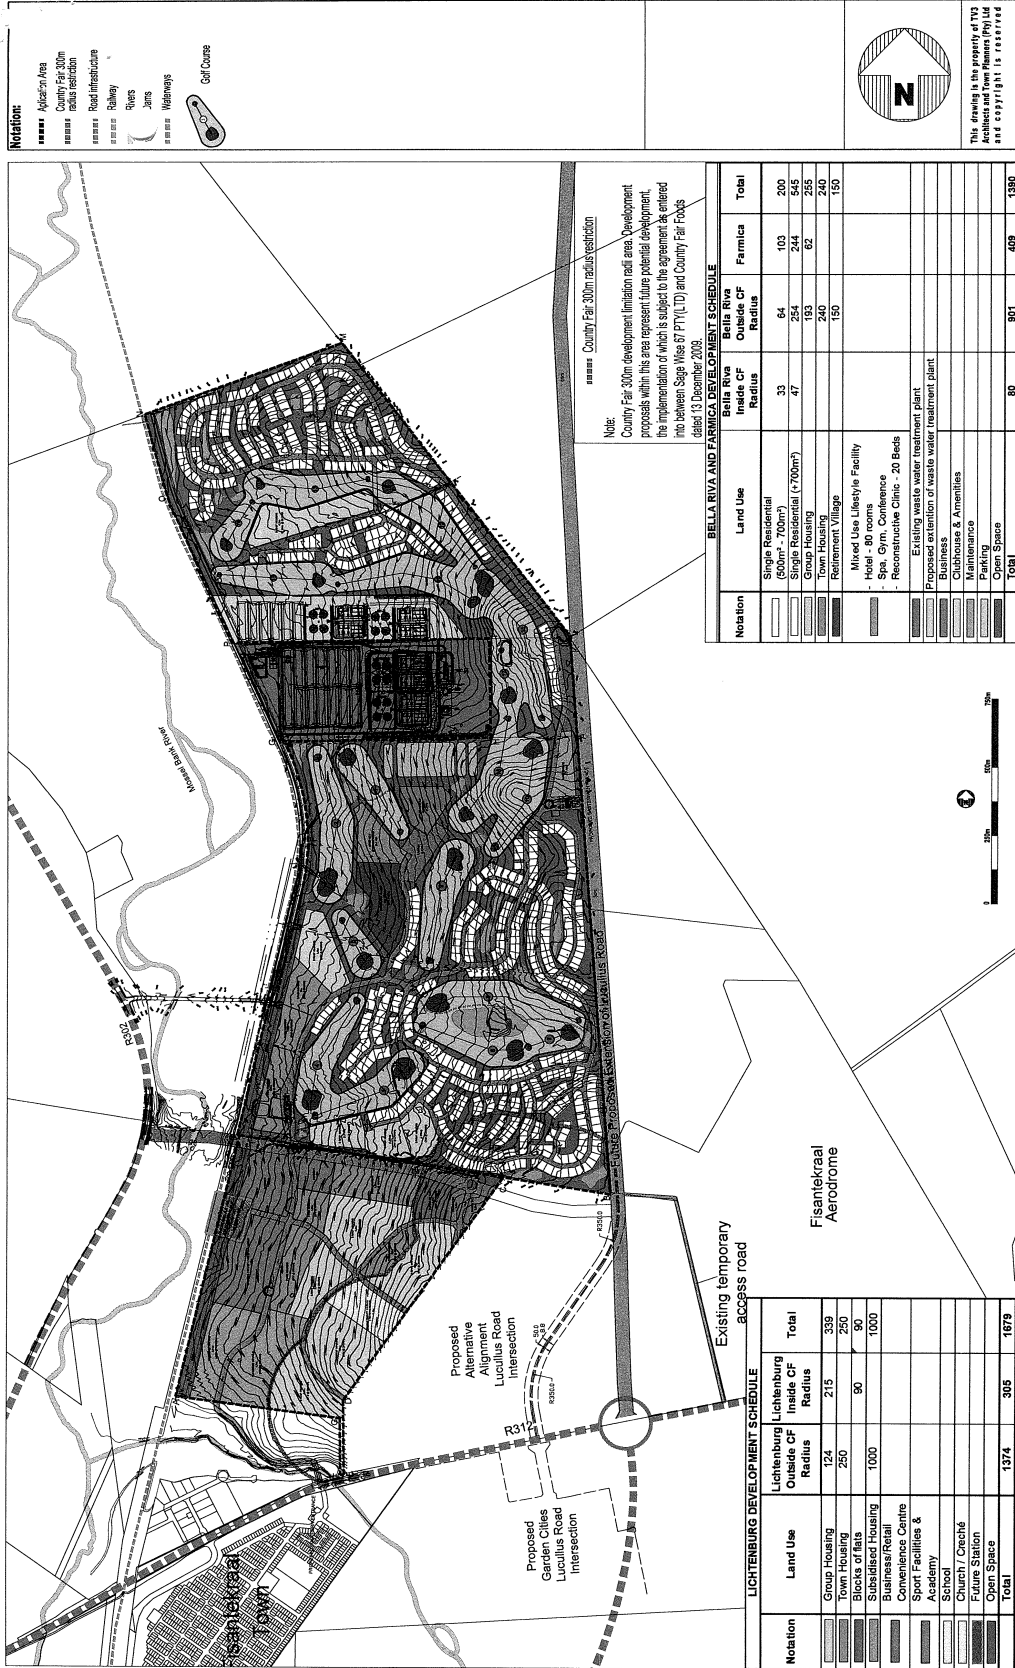 Notation:
Aplication Area
Country Fair 300m
radius restriction
Road infrastructure
Railway
Rivers
Dams
Waterways
Golf Course
N
This drawing is the property of TV3
Architects and Town Planners (Pty) Ltd
and copyright is reserved
Country Fair 300m radius restriction
Note:
Country Fair 300m development limitation radii area. Development
proposals within this area represent future potential development,
the implementation of which is subject to the agreement as entered
into between Sage Wise 67 PTY(LTD) and Country Fair Foods
dated 13 December 2009.
BELLA RIVA AND FARMICA DEVELOPMENT SCHEDULE
Notation Land Use Bella Riva Inside CF Radius Bella Riva Outside CF Radius Farmica Total
Single Residential
(500m² - 700m²) 33 64 103 200
Single Residential (+700m²) 47 254 244 545
Group Housing 193 62 255
Town Housing 240 240
Retirement Village 150 150
Mixed Use Lifestyle Facility
- Hotel - 80 rooms
- Spa, Gym, Conference
- Reconstructive Clinic - 20 Beds
Existing waste water treatment plant
Proposed extention of waste water treatment plant
Business
Clubhouse & Amenities
Maintenance
Parking
Open Space
Total 80 901 409 1390
Mossel Bank River
R302
Future Proposed Extension of Lucullus Road
0 250m 500m 750m
Fisantekraal
Aerodrome
Existing temporary
access road
Proposed
Alternative
Alignment
Lucullus Road
Intersection
R350.0
R350.0
R312
Proposed
Garden Cities
Lucullus Road
Intersection
Fisantekraal
Town
LICHTENBURG DEVELOPMENT SCHEDULE
Notation Land Use Lichtenburg Outside CF Radius Lichtenburg Inside CF Radius Total
Group Housing 124 215 339
Town Housing 250 250
Blocks of flats 90 90
Subsidised Housing 1000 1000
Business/Retail
Convenience Centre
Sport Facilities &
Academy
School
Church / Creché
Future Station
Open Space
Total 1374 305 1679